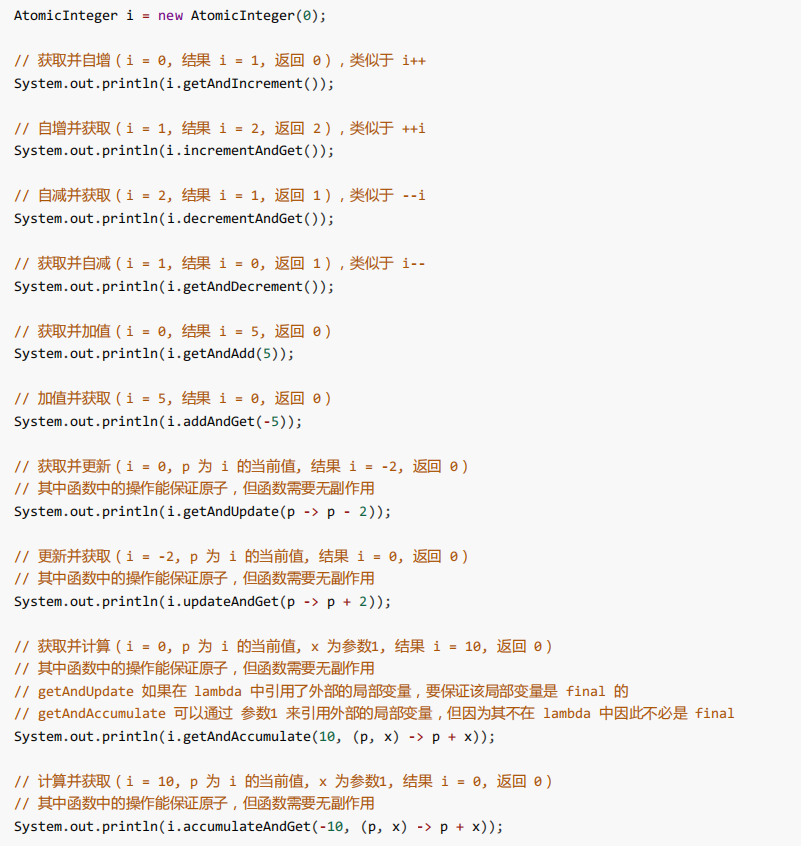 AtomicInteger i = new AtomicInteger(0);
// 获取并自增（i = 0, 结果 i = 1, 返回 0）,类似于 i++
System.out.println(i.getAndIncrement());
// 自增并获取（i = 1, 结果 i = 2, 返回 2）,类似于 ++i
System.out.println(i.incrementAndGet());
// 自减并获取（i = 2, 结果 i = 1, 返回 1）,类似于 --i
System.out.println(i.decrementAndGet());
// 获取并自减（i = 1, 结果 i = 0, 返回 1）,类似于 i--
System.out.println(i.getAndDecrement());
// 获取并加值（i = 0, 结果 i = 5, 返回 0）
System.out.println(i.getAndAdd(5));
// 加值并获取（i = 5, 结果 i = 0, 返回 0）
System.out.println(i.addAndGet(-5));
// 获取并更新（i = 0, p 为 i 的当前值, 结果 i = -2, 返回 0）
// 其中函数中的操作能保证原子,但函数需要无副作用
System.out.println(i.getAndUpdate(p -> p - 2));
// 更新并获取（i = -2, p 为 i 的当前值, 结果 i = 0, 返回 0）
// 其中函数中的操作能保证原子,但函数需要无副作用
System.out.println(i.updateAndGet(p -> p + 2));
// 获取并计算（i = 0, p 为 i 的当前值, x 为参数1, 结果 i = 10, 返回 0）
// 其中函数中的操作能保证原子,但函数需要无副作用
// getAndUpdate 如果在 lambda 中引用了外部的局部变量,要保证该局部变量是 final 的
// getAndAccumulate 可以通过 参数1 来引用外部的局部变量,但因为其不在 lambda 中因此不必是 final
System.out.println(i.getAndAccumulate(10, (p, x) -> p + x));
// 计算并获取（i = 10, p 为 i 的当前值, x 为参数1, 结果 i = 0, 返回 0）
// 其中函数中的操作能保证原子,但函数需要无副作用
System.out.println(i.accumulateAndGet(-10, (p, x) -> p + x));